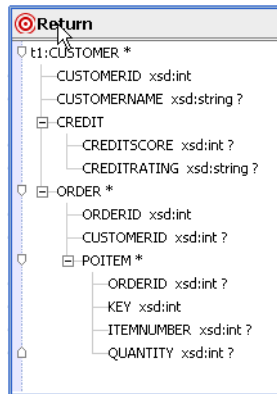 Return
t1:CUSTOMER *
CUSTOMERID xsd:int
CUSTOMERNAME xsd:string ?
CREDIT
CREDITSCORE xsd:int ?
CREDITRATING xsd:string ?
ORDER *
ORDERID xsd:int
CUSTOMERID xsd:int ?
POITEM *
ORDERID xsd:int ?
KEY xsd:int
ITEMNUMBER xsd:int ?
QUANTITY xsd:int ?